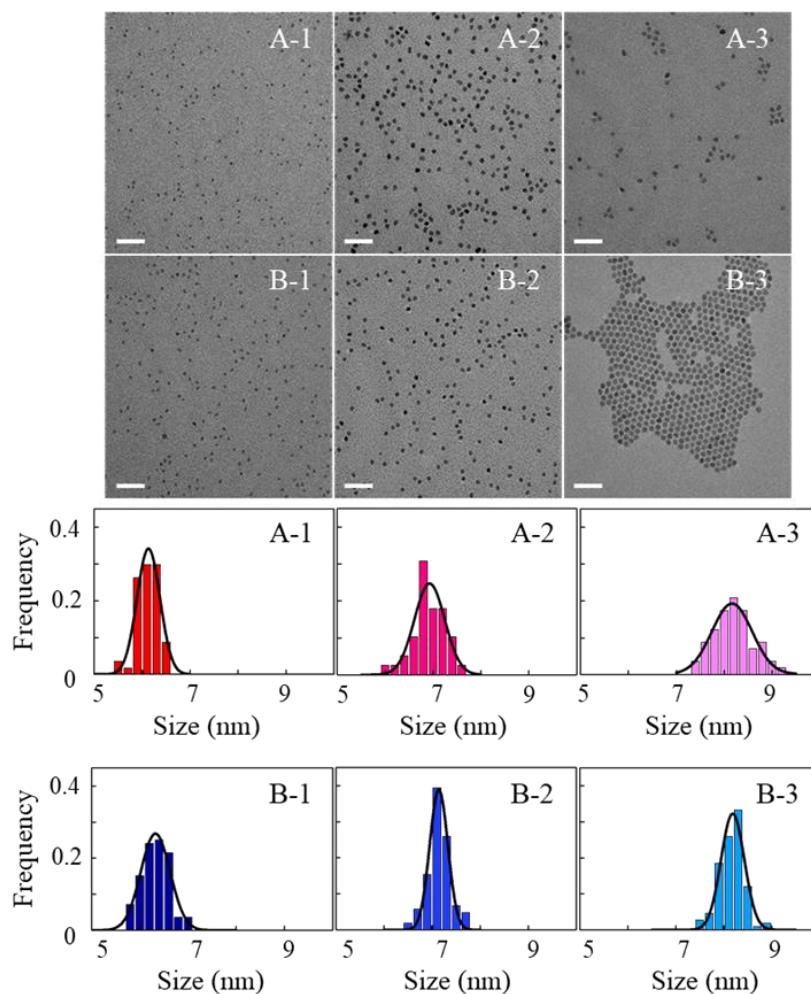 A-1 A-2 A-3
B-1 B-2 B-3
0.4 A-1 A-2 A-3
Frequency
0.2
0
5 7 9 5 7 9 5 7 9
Size (nm) Size (nm) Size (nm)
0.4 B-1 B-2 B-3
Frequency
0.2
0
5 7 9 5 7 9 5 7 9
Size (nm) Size (nm) Size (nm)